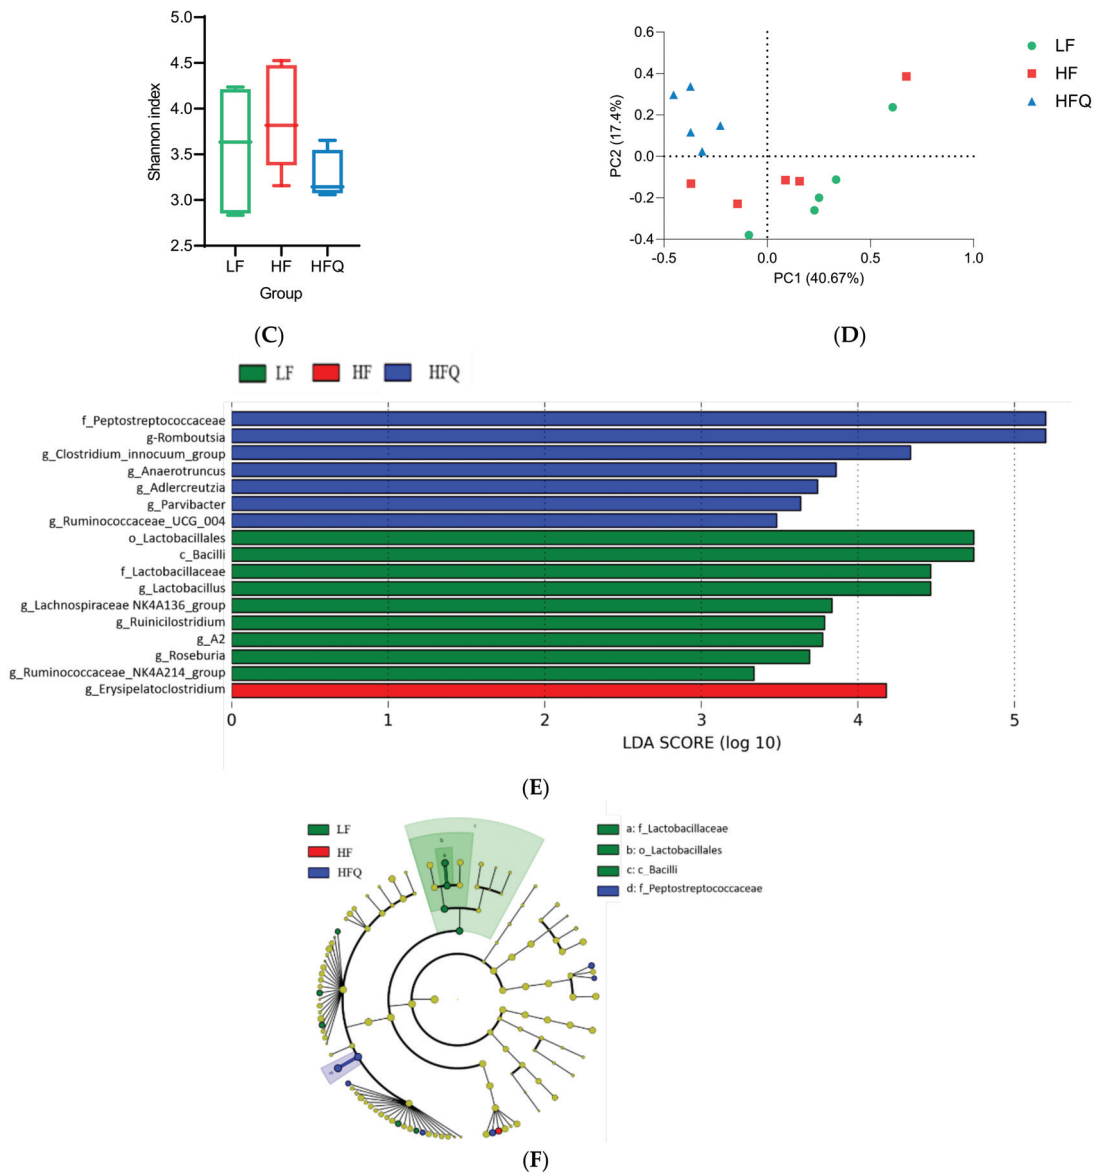 5.0
4.5
4.0
3.5
3.0
2.5
Shannon index
LF HF HFQ
Group
(C)
0.6
0.4
0.2
0.0
-0.2
-0.4
PC2 (17.4%)
-0.5 0.0 0.5 1.0
PC1 (40.67%)
LF
HF
HFQ
(D)
LF HF HFQ
f_Peptostreptococcaceae
g-Romboutsia
g_Clostridium_innocuum_group
g_Anaerotruncus
g_Adlercreutzia
g_Parvibacter
g_Ruminococcaceae_UCG_004
o_Lactobacillales
c_Bacilli
f_Lactobacillaceae
g_Lactobacillus
g_Lachnospiraceae NK4A136_group
g_Ruinicilostridium
g_A2
g_Roseburia
g_Ruminococcaceae_NK4A214_group
g_Erysipelatoclostridium
0 1 2 3 4 5
LDA SCORE (log 10)
(E)
LF
HF
HFQ
a: f_Lactobacillaceae
b: o_Lactobacillales
c: c_Bacilli
d: f_Peptostreptococcaceae
(F)